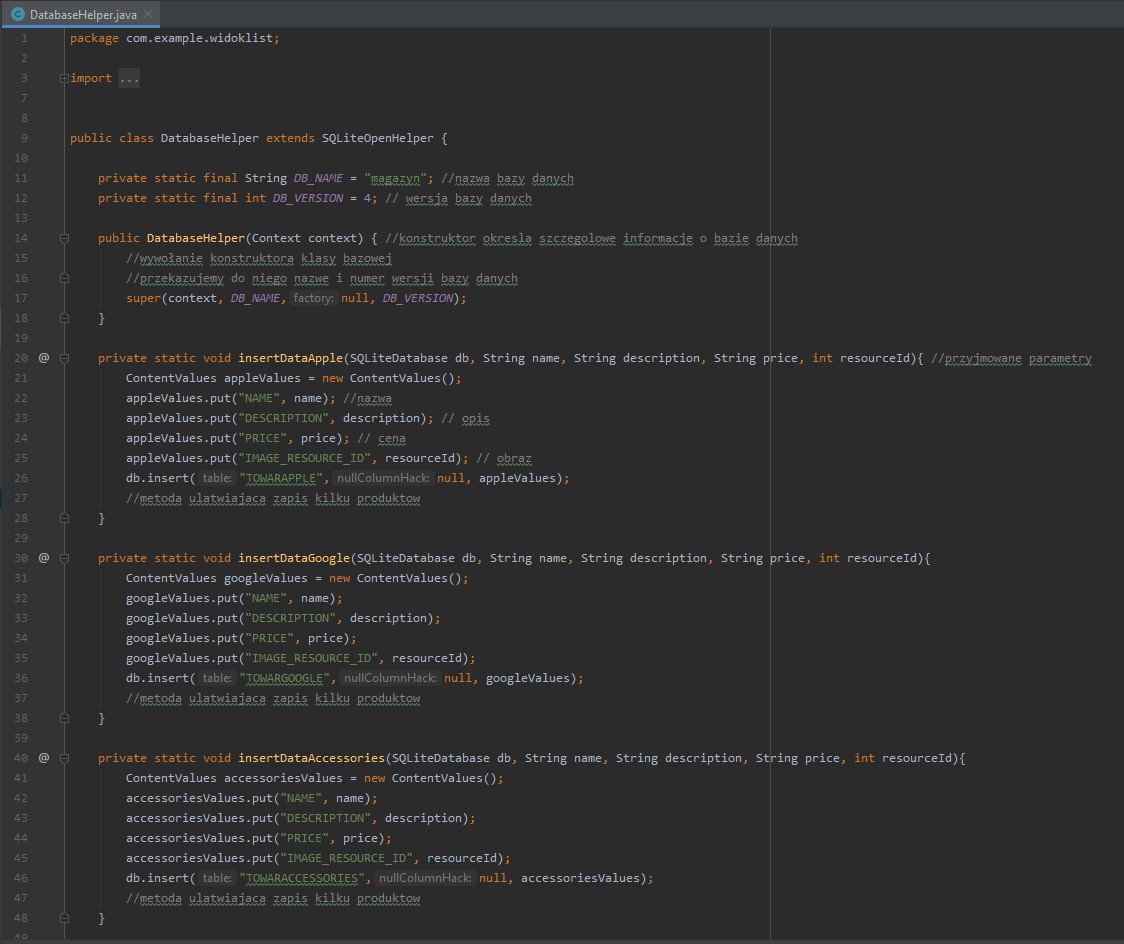 DatabaseHelper.java
1 package com.example.widoklist;
2
3 import ...
7
8
9 public class DatabaseHelper extends SQLiteOpenHelper {
10
11 private static final String DB_NAME = "magazyn"; //nazwa bazy danych
12 private static final int DB_VERSION = 4; // wersja bazy danych
13
14 public DatabaseHelper(Context context) { //konstruktor okresla szczegolowe informacje o bazie danych
15 //wywołanie konstruktora klasy bazowej
16 //przekazujemy do niego nazwe i numer wersji bazy danych
17 super(context, DB_NAME, factory: null, DB_VERSION);
18 }
19
20 @ private static void insertDataApple(SQLiteDatabase db, String name, String description, String price, int resourceId){ //przyjmowane parametry
21 ContentValues appleValues = new ContentValues();
22 appleValues.put("NAME", name); //nazwa
23 appleValues.put("DESCRIPTION", description); // opis
24 appleValues.put("PRICE", price); // cena
25 appleValues.put("IMAGE_RESOURCE_ID", resourceId); // obraz
26 db.insert( table: "TOWARAPPLE", nullColumnHack: null, appleValues);
27 //metoda ulatwiajaca zapis kilku produktow
28 }
29
30 @ private static void insertDataGoogle(SQLiteDatabase db, String name, String description, String price, int resourceId){
31 ContentValues googleValues = new ContentValues();
32 googleValues.put("NAME", name);
33 googleValues.put("DESCRIPTION", description);
34 googleValues.put("PRICE", price);
35 googleValues.put("IMAGE_RESOURCE_ID", resourceId);
36 db.insert( table: "TOWARGOOGLE", nullColumnHack: null, googleValues);
37 //metoda ulatwiajaca zapis kilku produktow
38 }
39
40 @ private static void insertDataAccessories(SQLiteDatabase db, String name, String description, String price, int resourceId){
41 ContentValues accessoriesValues = new ContentValues();
42 accessoriesValues.put("NAME", name);
43 accessoriesValues.put("DESCRIPTION", description);
44 accessoriesValues.put("PRICE", price);
45 accessoriesValues.put("IMAGE_RESOURCE_ID", resourceId);
46 db.insert( table: "TOWARACCESSORIES", nullColumnHack: null, accessoriesValues);
47 //metoda ulatwiajaca zapis kilku produktow
48 }
49